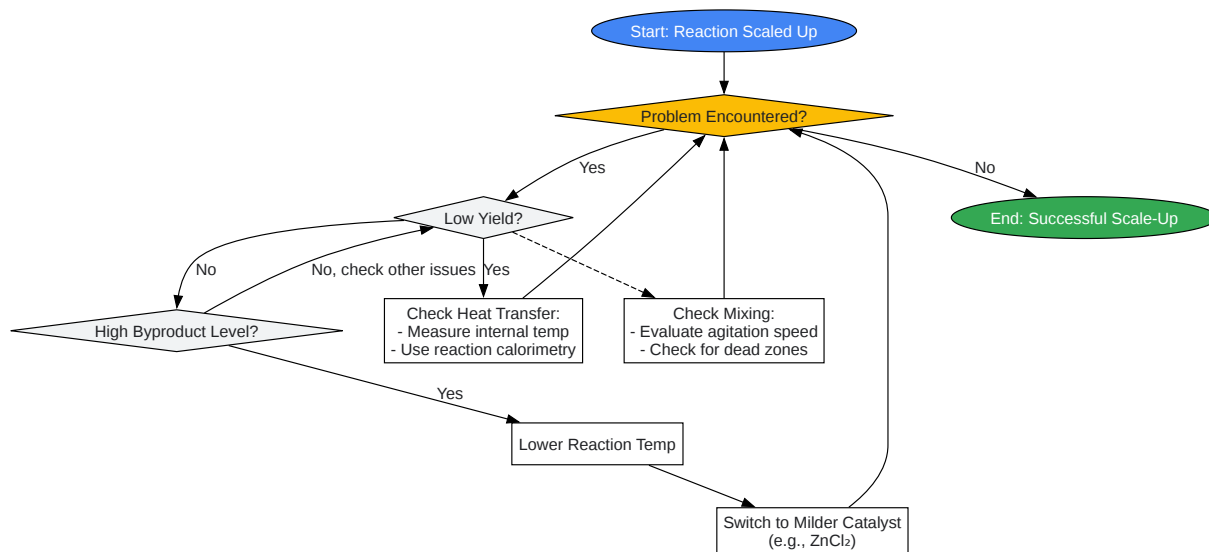 Start: Reaction Scaled Up
Problem Encountered?
Yes
No
Low Yield?
End: Successful Scale-Up
No
No, check other issues
Yes
Check Heat Transfer:
- Measure internal temp
- Use reaction calorimetry
Check Mixing:
- Evaluate agitation speed
- Check for dead zones
High Byproduct Level?
Yes
Lower Reaction Temp
Switch to Milder Catalyst
(e.g., ZnCl₂)